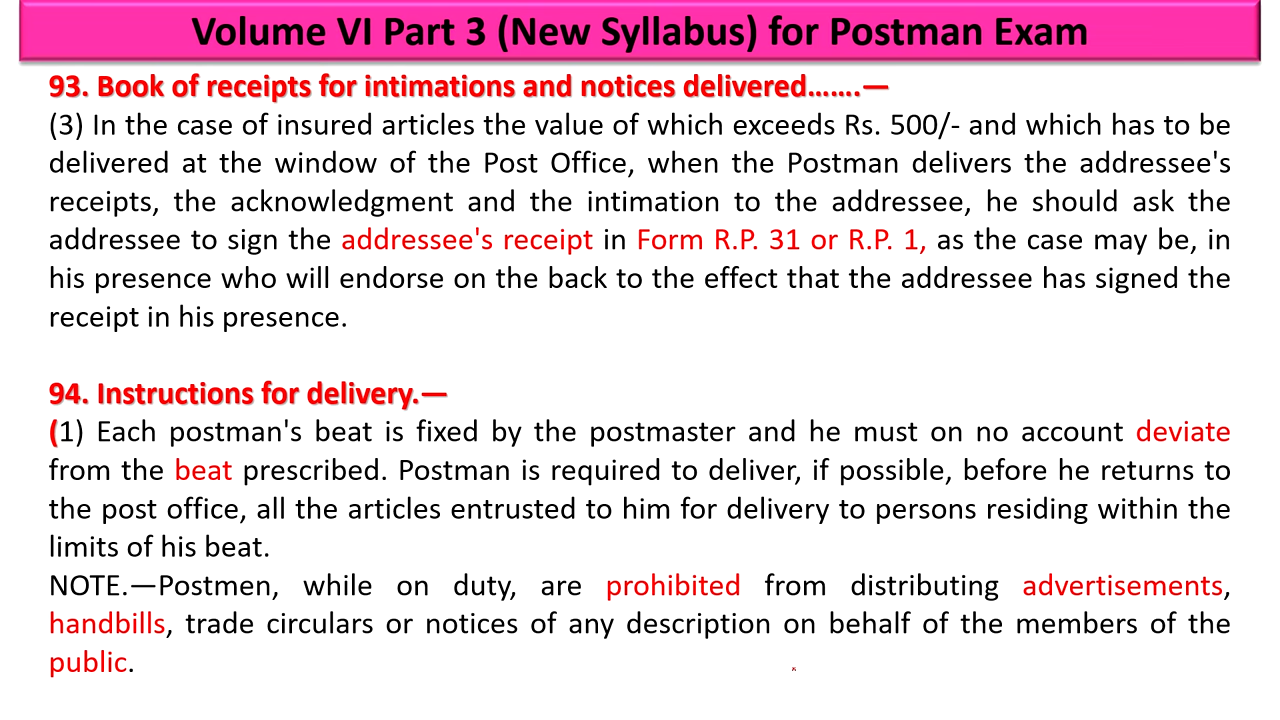 Volume VI Part 3 (New Syllabus) for Postman Exam
93. Book of receipts for intimations and notices delivered…….—
(3) In the case of insured articles the value of which exceeds Rs. 500/- and which has to be
delivered at the window of the Post Office, when the Postman delivers the addressee's
receipts, the acknowledgment and the intimation to the addressee, he should ask the
addressee to sign the addressee's receipt in Form R.P. 31 or R.P. 1, as the case may be, in
his presence who will endorse on the back to the effect that the addressee has signed the
receipt in his presence.
94. Instructions for delivery.—
(1) Each postman's beat is fixed by the postmaster and he must on no account deviate
from the beat prescribed. Postman is required to deliver, if possible, before he returns to
the post office, all the articles entrusted to him for delivery to persons residing within the
limits of his beat.
NOTE.—Postmen, while on duty, are prohibited from distributing advertisements,
handbills, trade circulars or notices of any description on behalf of the members of the
public.